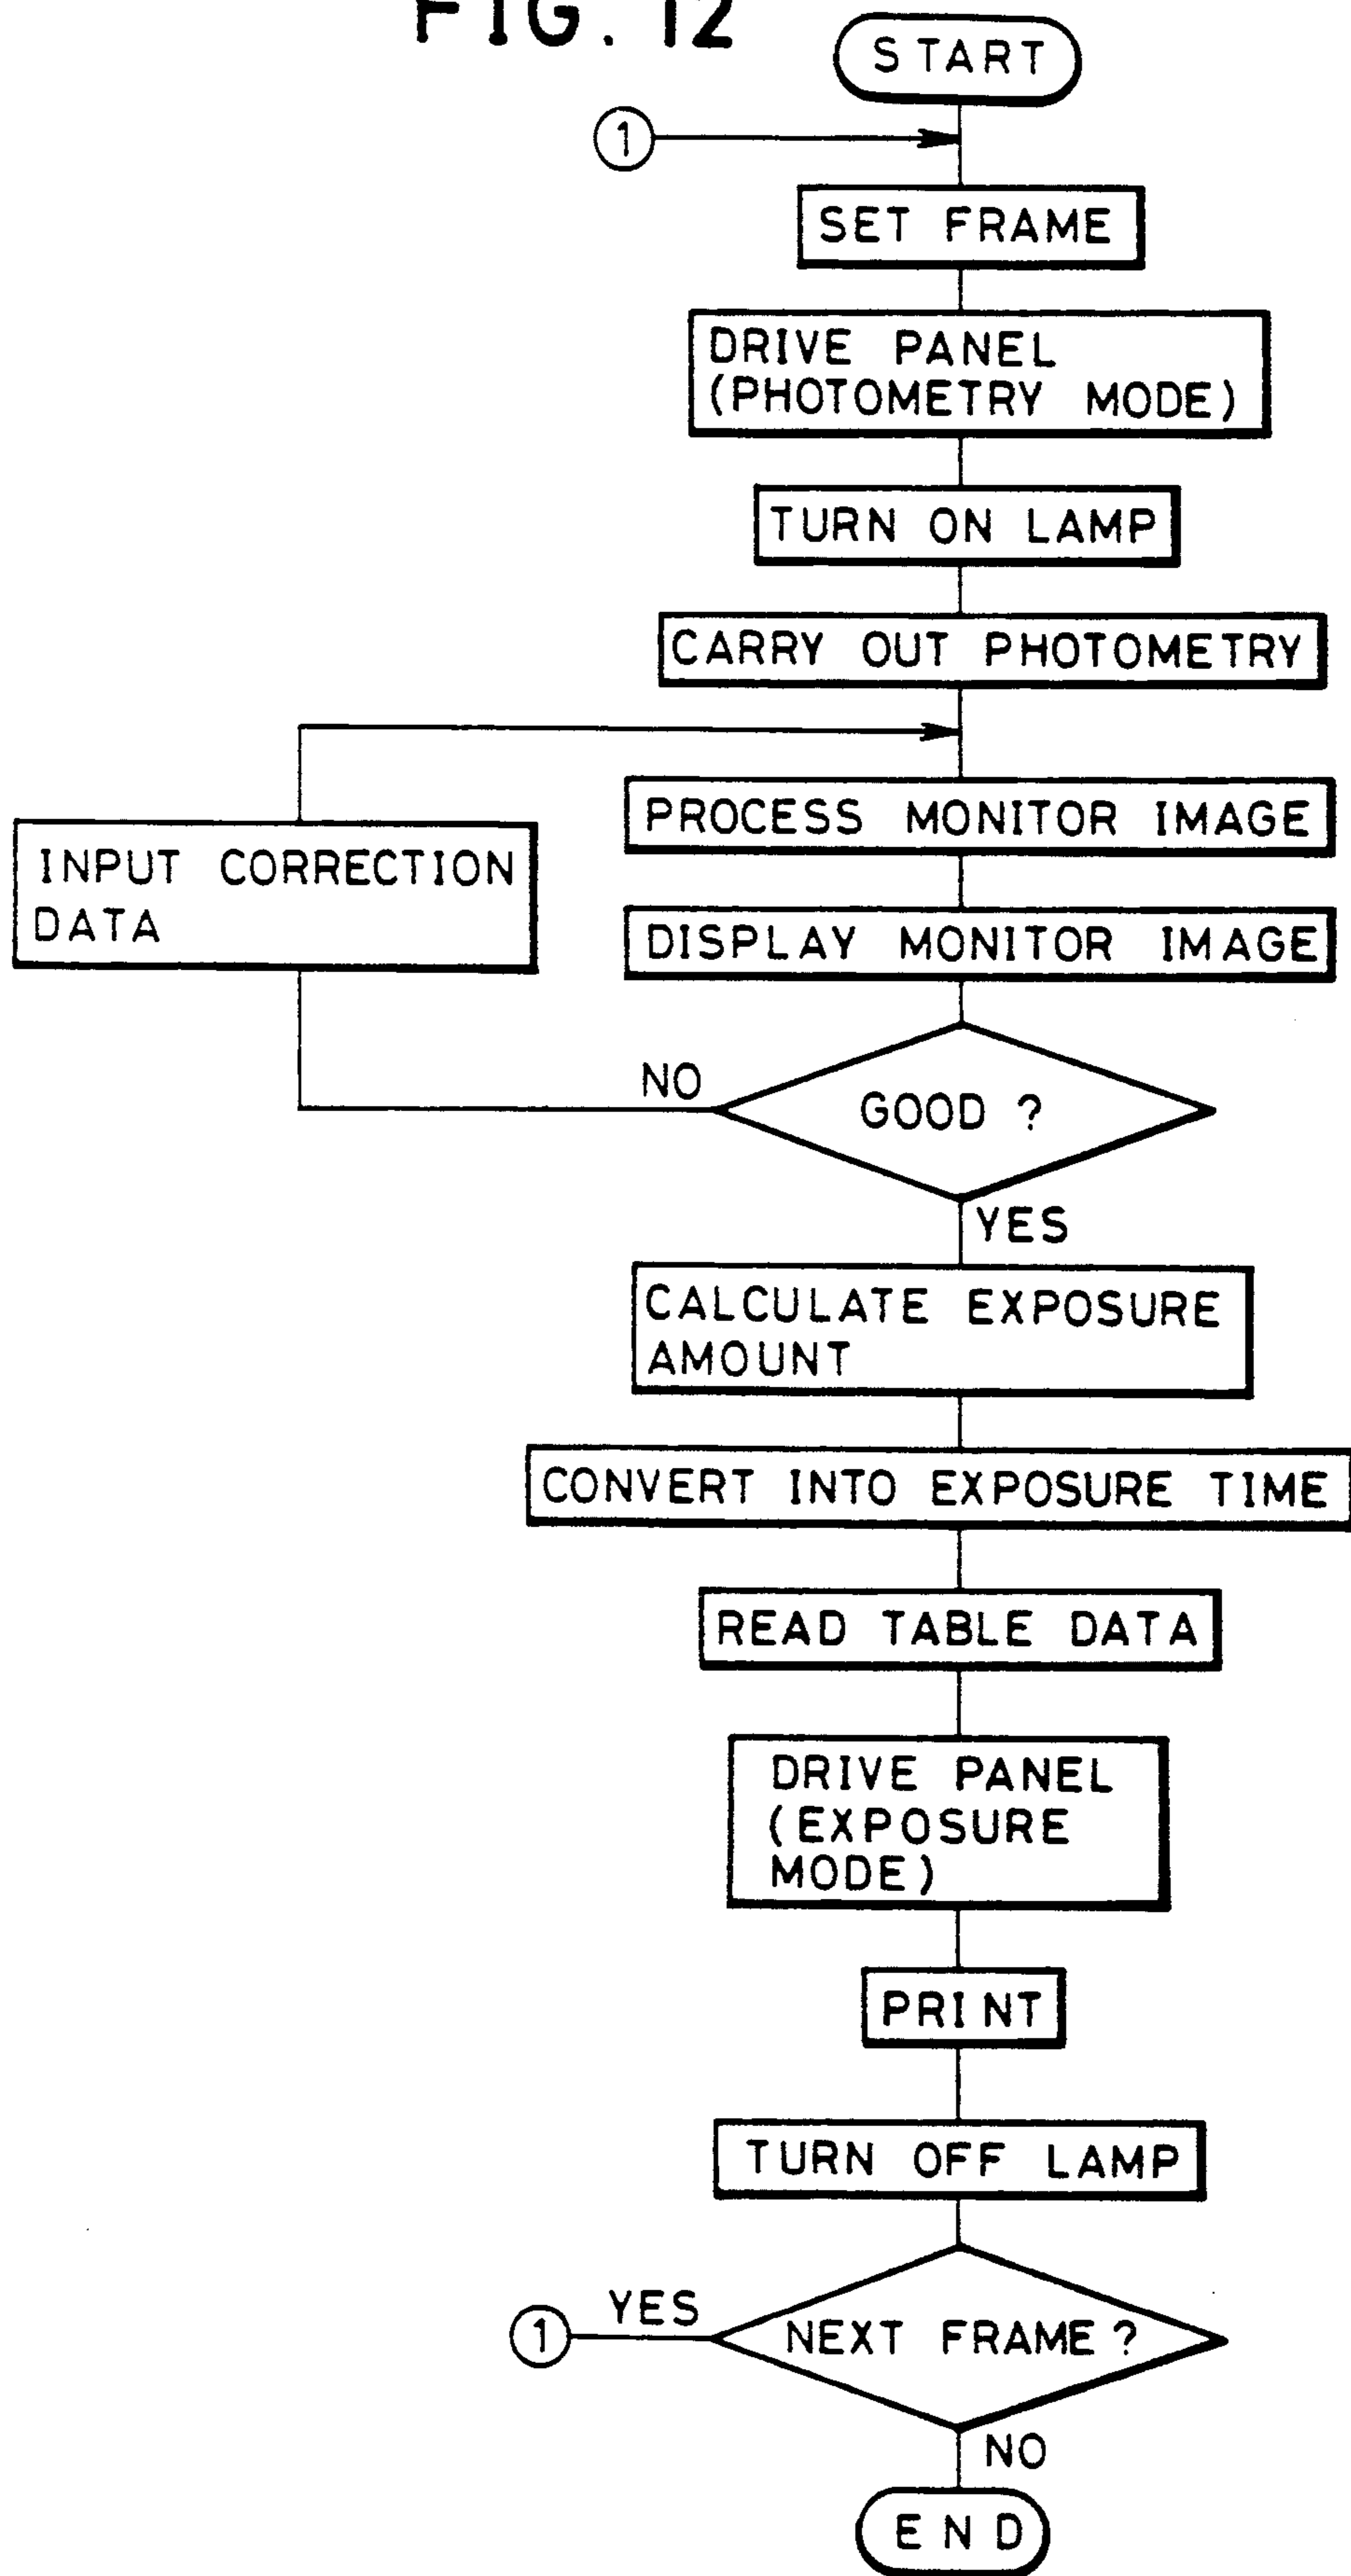 FIG. 12
START
1
SET FRAME
DRIVE PANEL
(PHOTOMETRY MODE)
TURN ON LAMP
CARRY OUT PHOTOMETRY
PROCESS MONITOR IMAGE
INPUT CORRECTION
DATA
DISPLAY MONITOR IMAGE
NO
GOOD ?
YES
CALCULATE EXPOSURE
AMOUNT
CONVERT INTO EXPOSURE TIME
READ TABLE DATA
DRIVE PANEL
(EXPOSURE
MODE)
PRINT
TURN OFF LAMP
YES
1
NEXT FRAME ?
NO
END